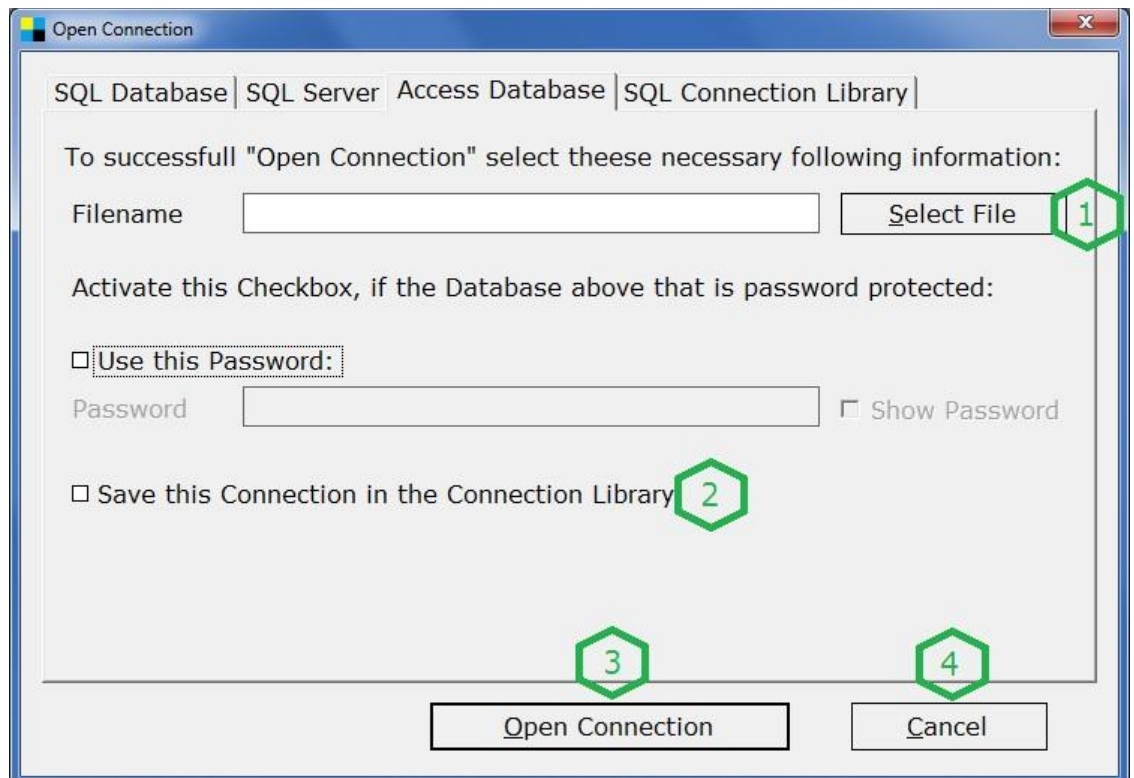 Open Connection
SQL Database SQL Server Access Database SQL Connection Library
To successfull "Open Connection" select theese necessary following information:
Filename Select File 1
Activate this Checkbox, if the Database above that is password protected:
Use this Password:
Password Show Password
Save this Connection in the Connection Library 2
3 4
Open Connection Cancel